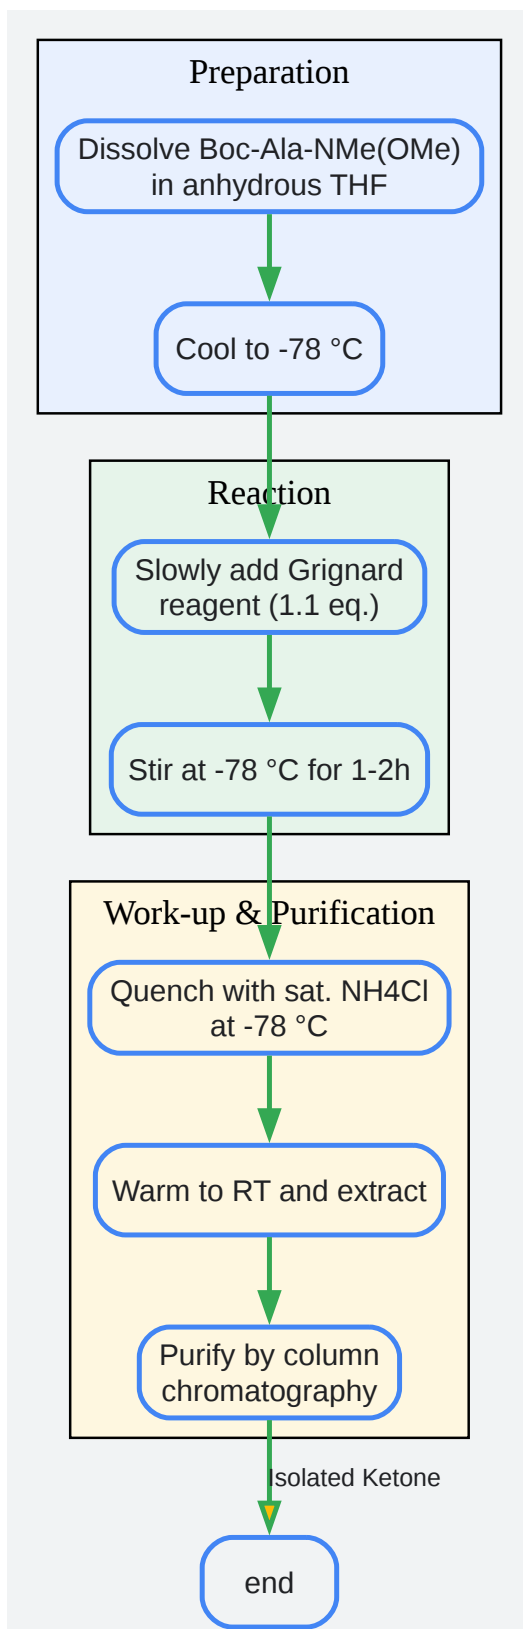 Preparation
Dissolve Boc-Ala-NMe(OMe)
in anhydrous THF
Cool to -78 °C
Reaction
Slowly add Grignard
reagent (1.1 eq.)
Stir at -78 °C for 1-2h
Work-up & Purification
Quench with sat. NH4Cl
at -78 °C
Warm to RT and extract
Purify by column
chromatography
Isolated Ketone
end